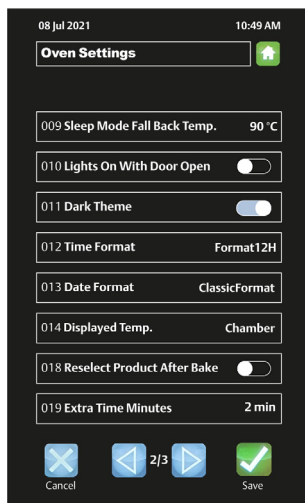 08 Jul 2021 10:49 AM
Oven Settings
009 Sleep Mode Fall Back Temp. 90 °C
010 Lights On With Door Open
011 Dark Theme
012 Time Format Format12H
013 Date Format ClassicFormat
014 Displayed Temp. Chamber
018 Reselect Product After Bake
019 Extra Time Minutes 2 min
2/3
Cancel Save